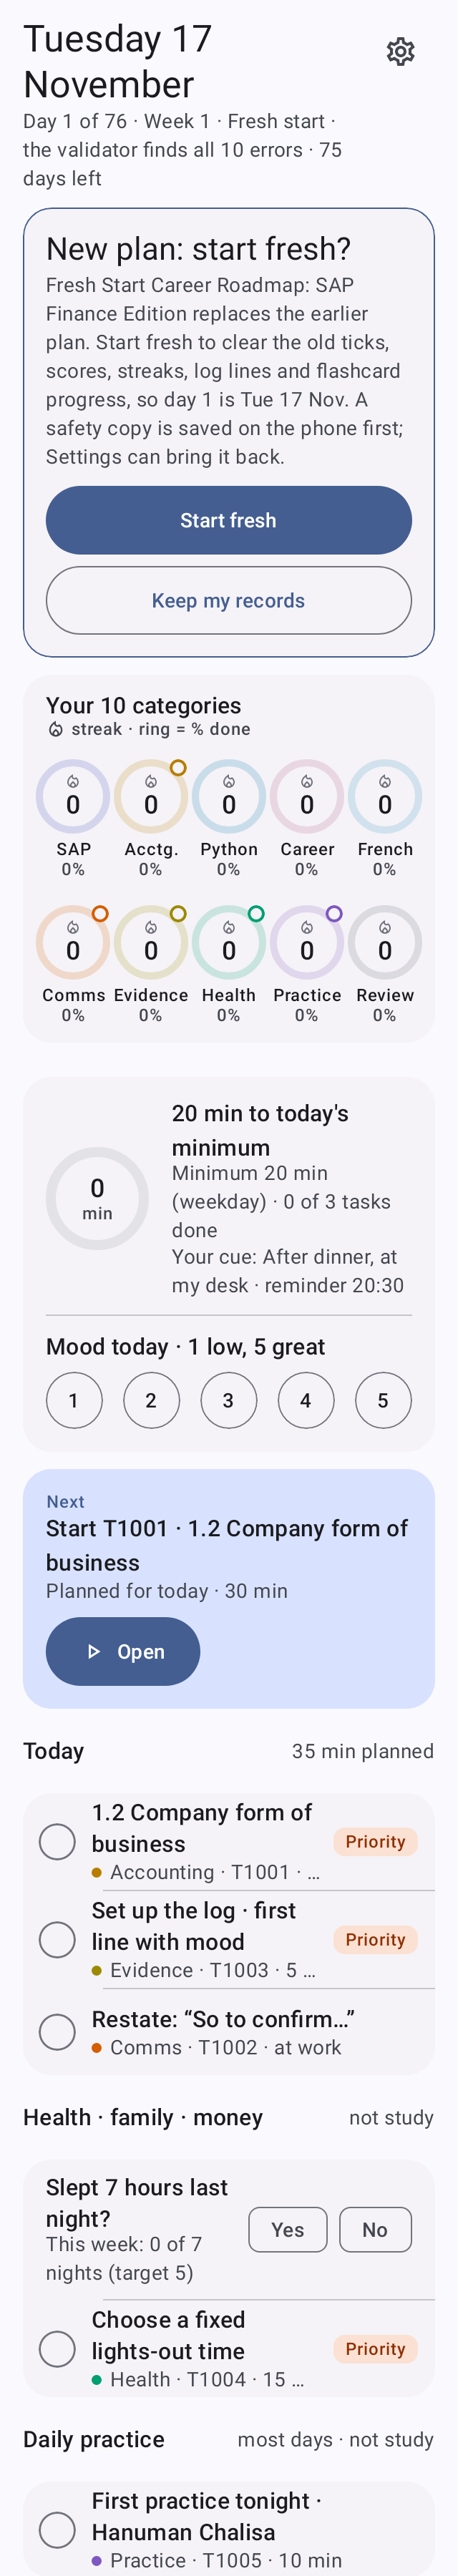 Tuesday 17
November
Day 1 of 76 · Week 1 · Fresh start ·
the validator finds all 10 errors · 75
days left
New plan: start fresh?
Fresh Start Career Roadmap: SAP
Finance Edition replaces the earlier
plan. Start fresh to clear the old ticks,
scores, streaks, log lines and flashcard
progress, so day 1 is Tue 17 Nov. A
safety copy is saved on the phone first;
Settings can bring it back.
Start fresh
Keep my records
Your 10 categories
streak · ring = % done
0 0 0 0 0
SAP Acctg. Python Career French
0% 0% 0% 0% 0%
0 0 0 0 0
Comms Evidence Health Practice Review
0% 0% 0% 0% 0%
0
min
20 min to today's
minimum
Minimum 20 min
(weekday) · 0 of 3 tasks
done
Your cue: After dinner, at
my desk · reminder 20:30
Mood today · 1 low, 5 great
1 2 3 4 5
Next
Start T1001 · 1.2 Company form of
business
Planned for today · 30 min
Open
Today 35 min planned
1.2 Company form of
business
Priority
Accounting · T1001 · ...
Set up the log · first
line with mood
Priority
Evidence · T1003 · 5 ...
Restate: “So to confirm…”
Comms · T1002 · at work
Health · family · money not study
Slept 7 hours last
night?
Yes No
This week: 0 of 7
nights (target 5)
Choose a fixed
lights-out time
Priority
Health · T1004 · 15 ...
Daily practice most days · not study
First practice tonight ·
Hanuman Chalisa
Practice · T1005 · 10 min